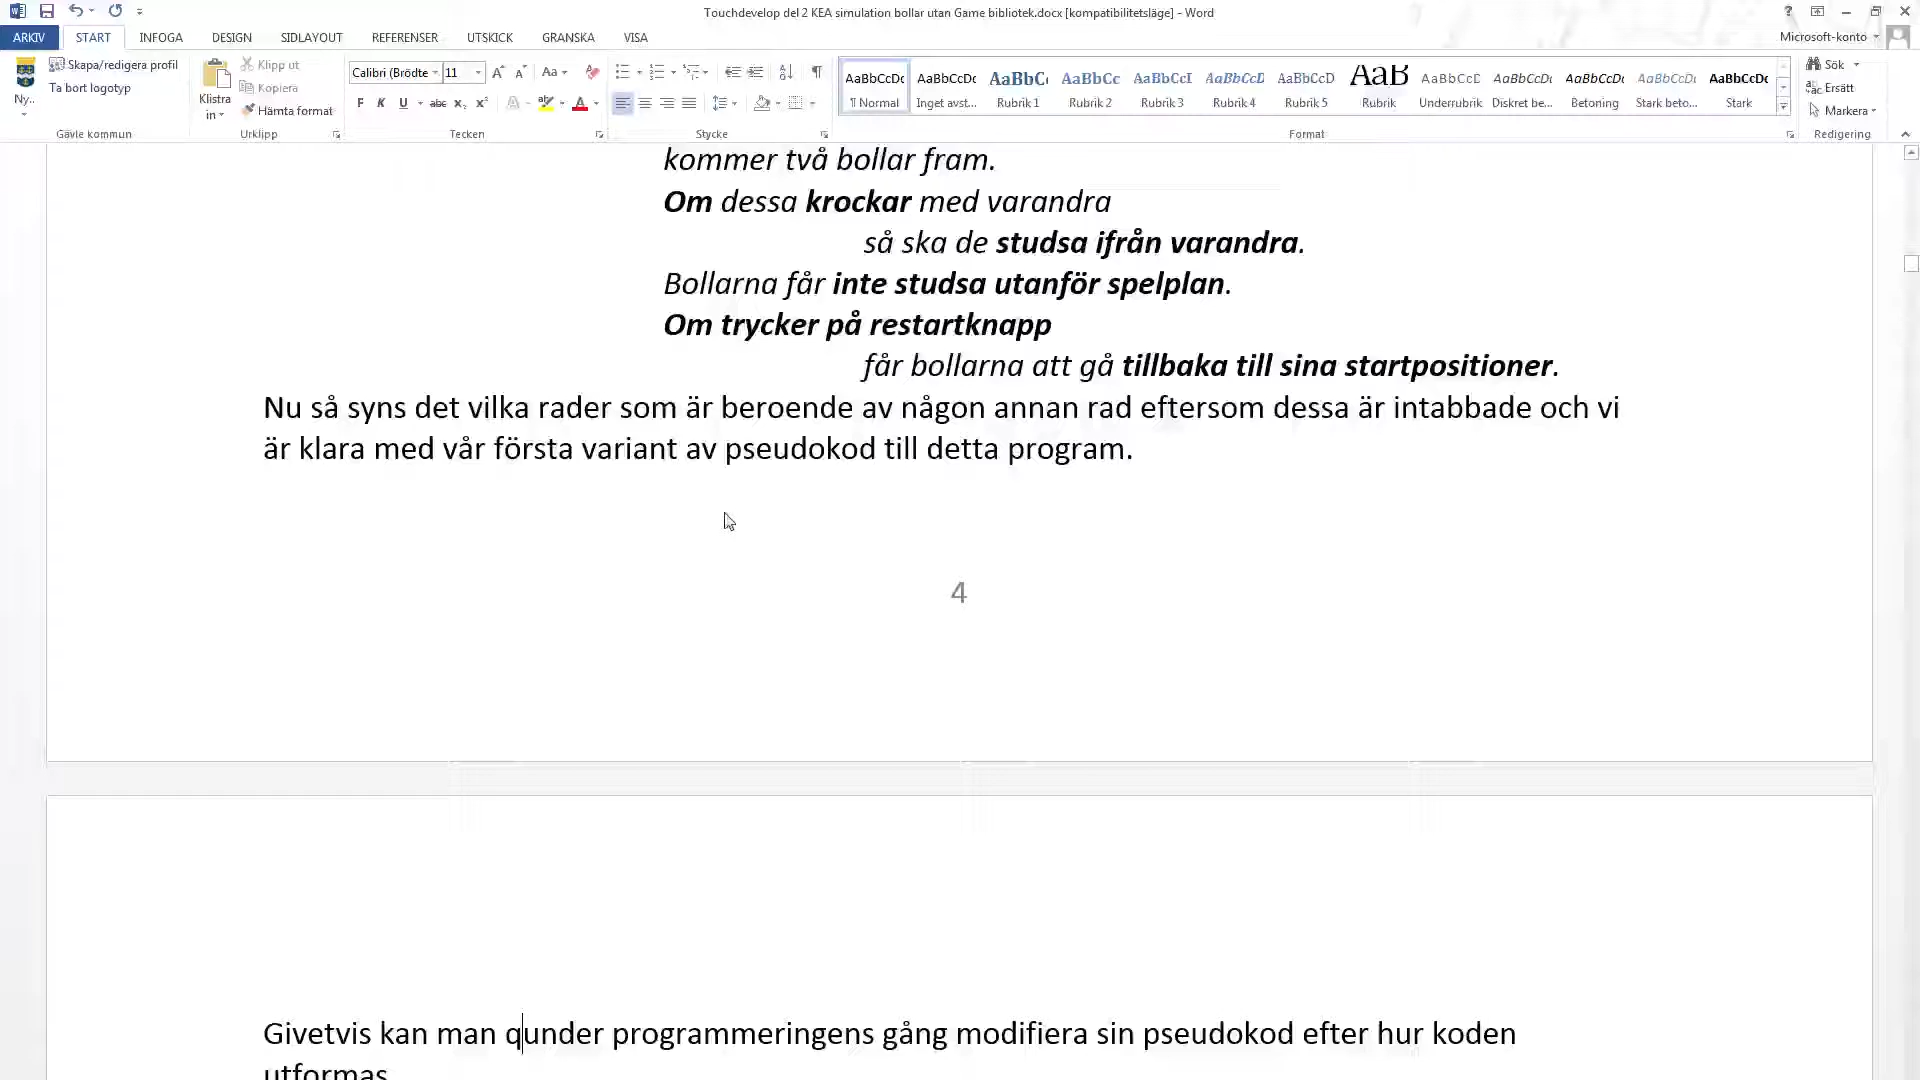 Touchdevelop del 2 KEA simulation bollar utan Game bibliotek.docx [kompatibilitetsläge] - Word
ARKIV START INFOGA DESIGN SIDLAYOUT REFERENSER UTSKICK GRANSKA VISA Microsoft-konto
Skapa/redigera profil
Ta bort logotyp
Ny..
Gävle kommun
Klistra in
Klipp ut
Kopiera
Hämta format
Urklipp
Calibri (Brödte 11
F K U abc x₂ x²
Tecken
Stycke
AaBbCcDc AaBbCcDc AaBbC AaBbCc AaBbCcI AaBbCcD AaBbCcD AaB AaBbCcD AaBbCcDc AaBbCcDc AaBbCcDc AaBbCcDc
¶ Normal Inget avst... Rubrik 1 Rubrik 2 Rubrik 3 Rubrik 4 Rubrik 5 Rubrik Underrubrik Diskret be... Betoning Stark beto... Stark
Format
Sök
Ersätt
Markera
Redigering
kommer två bollar fram.
Om dessa krockar med varandra
så ska de studsa ifrån varandra.
Bollarna får inte studsa utanför spelplan.
Om trycker på restartknapp
får bollarna att gå tillbaka till sina startpositioner.
Nu så syns det vilka rader som är beroende av någon annan rad eftersom dessa är intabbade och vi
är klara med vår första variant av pseudokod till detta program.
4
Givetvis kan man qunder programmeringens gång modifiera sin pseudokod efter hur koden
utformas.